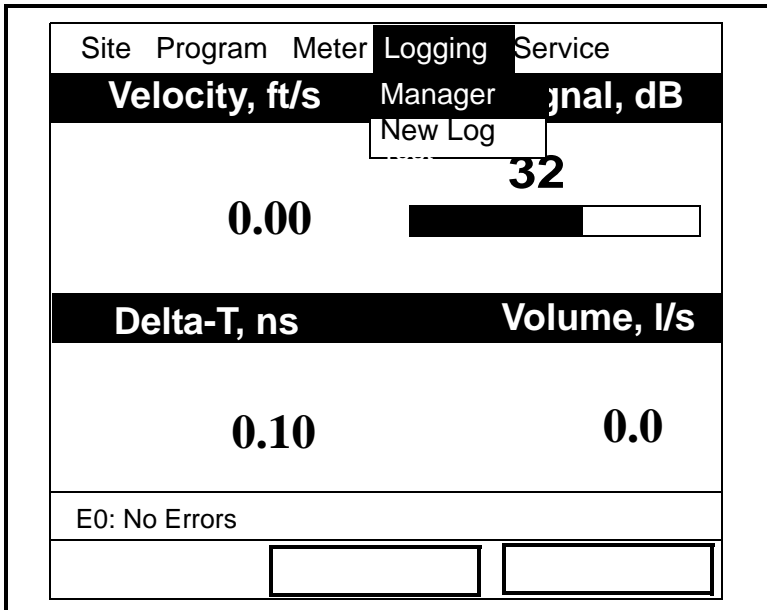 Site Program Meter Logging Service
Velocity, ft/s Manager gnal, dB
New Log
32
0.00
Delta-T, ns Volume, l/s
0.10 0.0
E0: No Errors